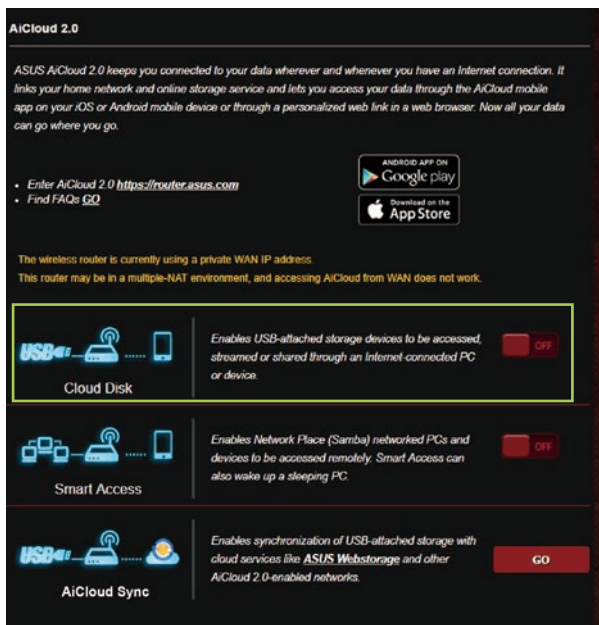 AiCloud 2.0
ASUS AiCloud 2.0 keeps you connected to your data wherever and whenever you have an Internet connection. It
links your home network and online storage service and lets you access your data through the AiCloud mobile
app on your iOS or Android mobile device or through a personalized web link in a web browser. Now all your data
can go where you go.
• Enter AiCloud 2.0 https://router.asus.com
• Find FAQs GO
ANDROID APP ON
Google play
Download on the
App Store
The wireless router is currently using a private WAN IP address.
This router may be in a multiple-NAT environment, and accessing AiCloud from WAN does not work.
USB
Cloud Disk
Enables USB-attached storage devices to be accessed,
streamed or shared through an Internet-connected PC
or device.
OFF
Smart Access
Enables Network Place (Samba) networked PCs and
devices to be accessed remotely. Smart Access can
also wake up a sleeping PC.
OFF
USB
AiCloud Sync
Enables synchronization of USB-attached storage with
cloud services like ASUS Webstorage and other
AiCloud 2.0-enabled networks.
GO